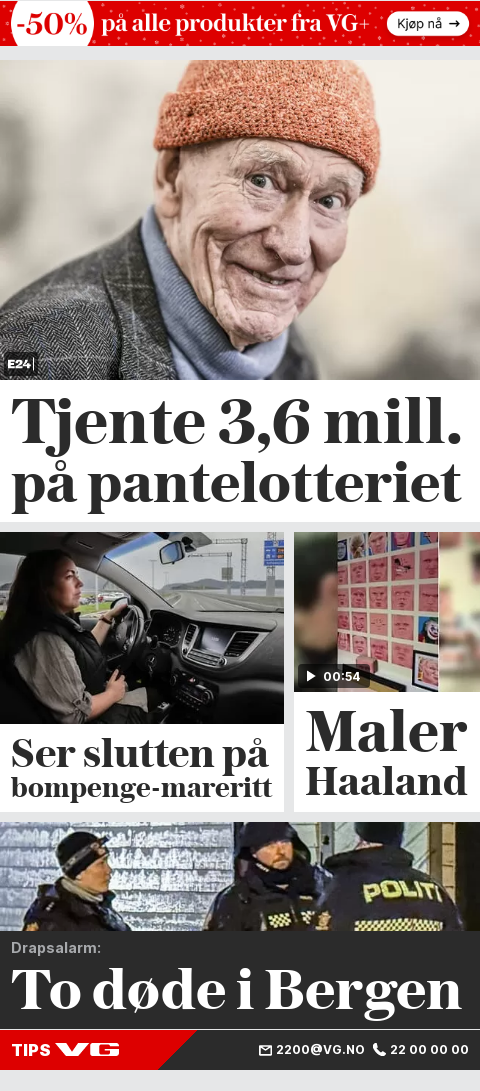 -50% på alle produkter fra VG+ Kjøp nå →
E24
Tjente 3,6 mill.
på pantelotteriet
00:54
Ser slutten på
bompenge-mareritt
Maler
Haaland
POLITI
Drapsalarm:
To døde i Bergen
TIPS VG 2200@VG.NO 22 00 00 00